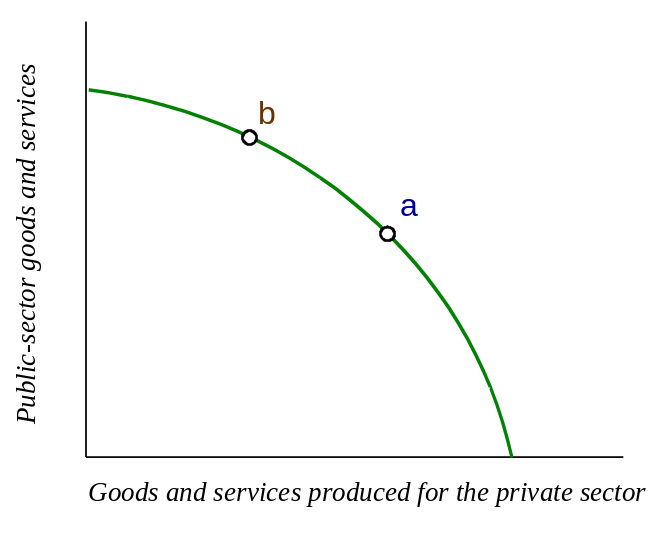 b
a
Public-sector goods and services
Goods and services produced for the private sector